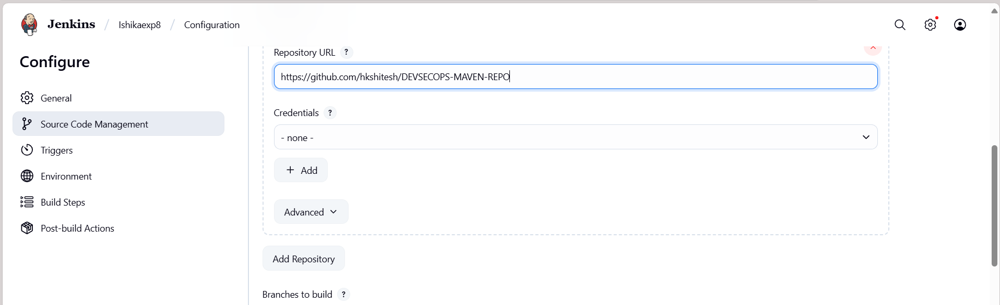 Jenkins / Ishikaexp8 / Configuration
Configure
General
Source Code Management
Triggers
Environment
Build Steps
Post-build Actions
Repository URL ?
https://github.com/hkshitesh/DEVSECOPS-MAVEN-REPO
Credentials ?
- none -
+ Add
Advanced
Add Repository
Branches to build ?